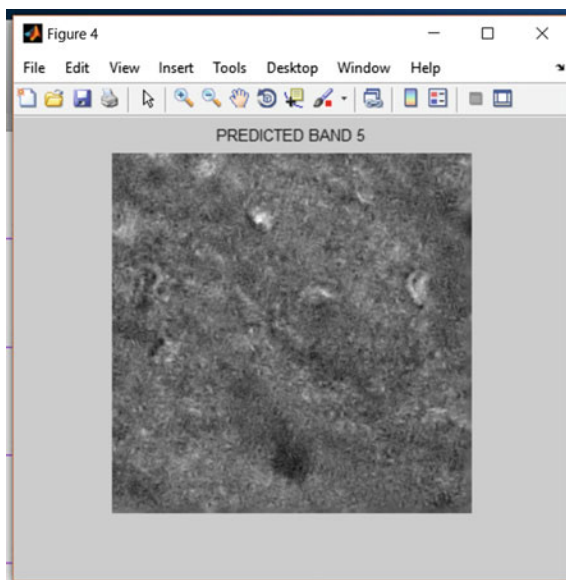 Figure 4
File Edit View Insert Tools Desktop Window Help
PREDICTED BAND 5